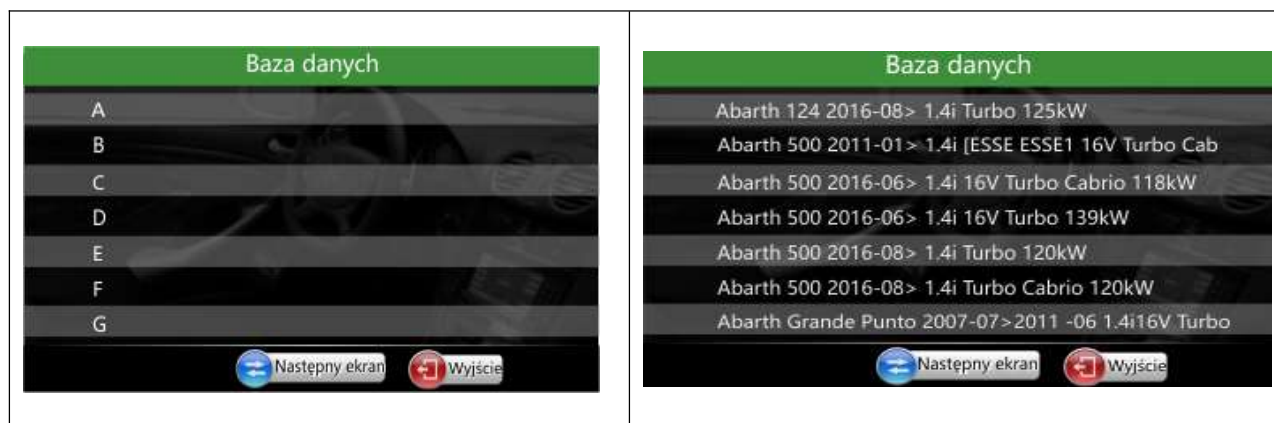 Baza danych
A
B
C
D
E
F
G
Następny ekran
Wyjście
Baza danych
Abarth 124 2016-08> 1.4i Turbo 125kW
Abarth 500 2011-01> 1.4i [ESSE ESSE1 16V Turbo Cab
Abarth 500 2016-06> 1.4i 16V Turbo Cabrio 118kW
Abarth 500 2016-06> 1.4i 16V Turbo 139kW
Abarth 500 2016-08> 1.4i Turbo 120kW
Abarth 500 2016-08> 1.4i Turbo Cabrio 120kW
Abarth Grande Punto 2007-07>2011 -06 1.4i16V Turbo
Następny ekran
Wyjście